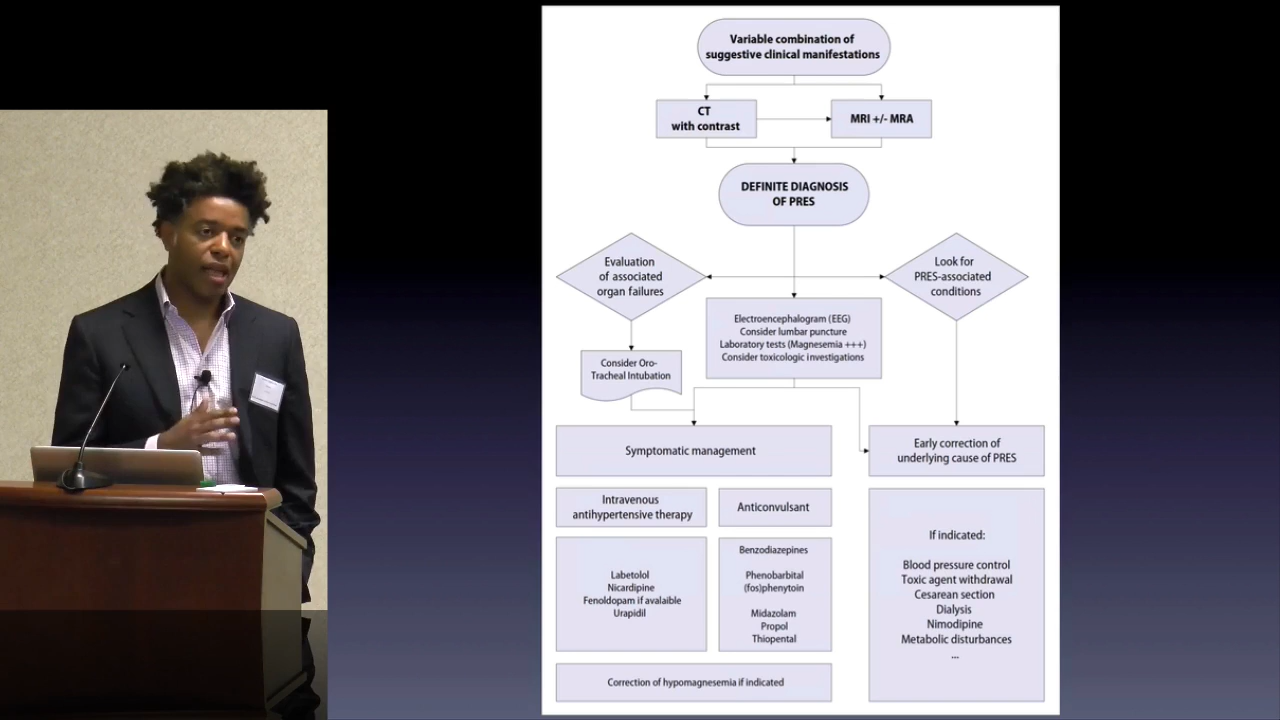 Variable combination of
suggestive clinical manifestations
CT
with contrast
MRI +/- MRA
DEFINITE DIAGNOSIS
OF PRES
Evaluation
of associated
organ failures
Look for
PRES-associated
conditions
Electroencephalogram (EEG)
Consider lumbar puncture
Laboratory tests (Magnesemia +++)
Consider toxicologic investigations
Consider Oro-
Tracheal Intubation
Symptomatic management
Early correction of
underlying cause of PRES
Intravenous
antihypertensive therapy
Anticonvulsant
Labetolol
Nicardipine
Fenoldopam if avalaible
Urapidil
Benzodiazepines
Phenobarbital
(fos)phenytoin
Midazolam
Propol
Thiopental
If indicated:
Blood pressure control
Toxic agent withdrawal
Cesarean section
Dialysis
Nimodipine
Metabolic disturbances
...
Correction of hypomagnesemia if indicated